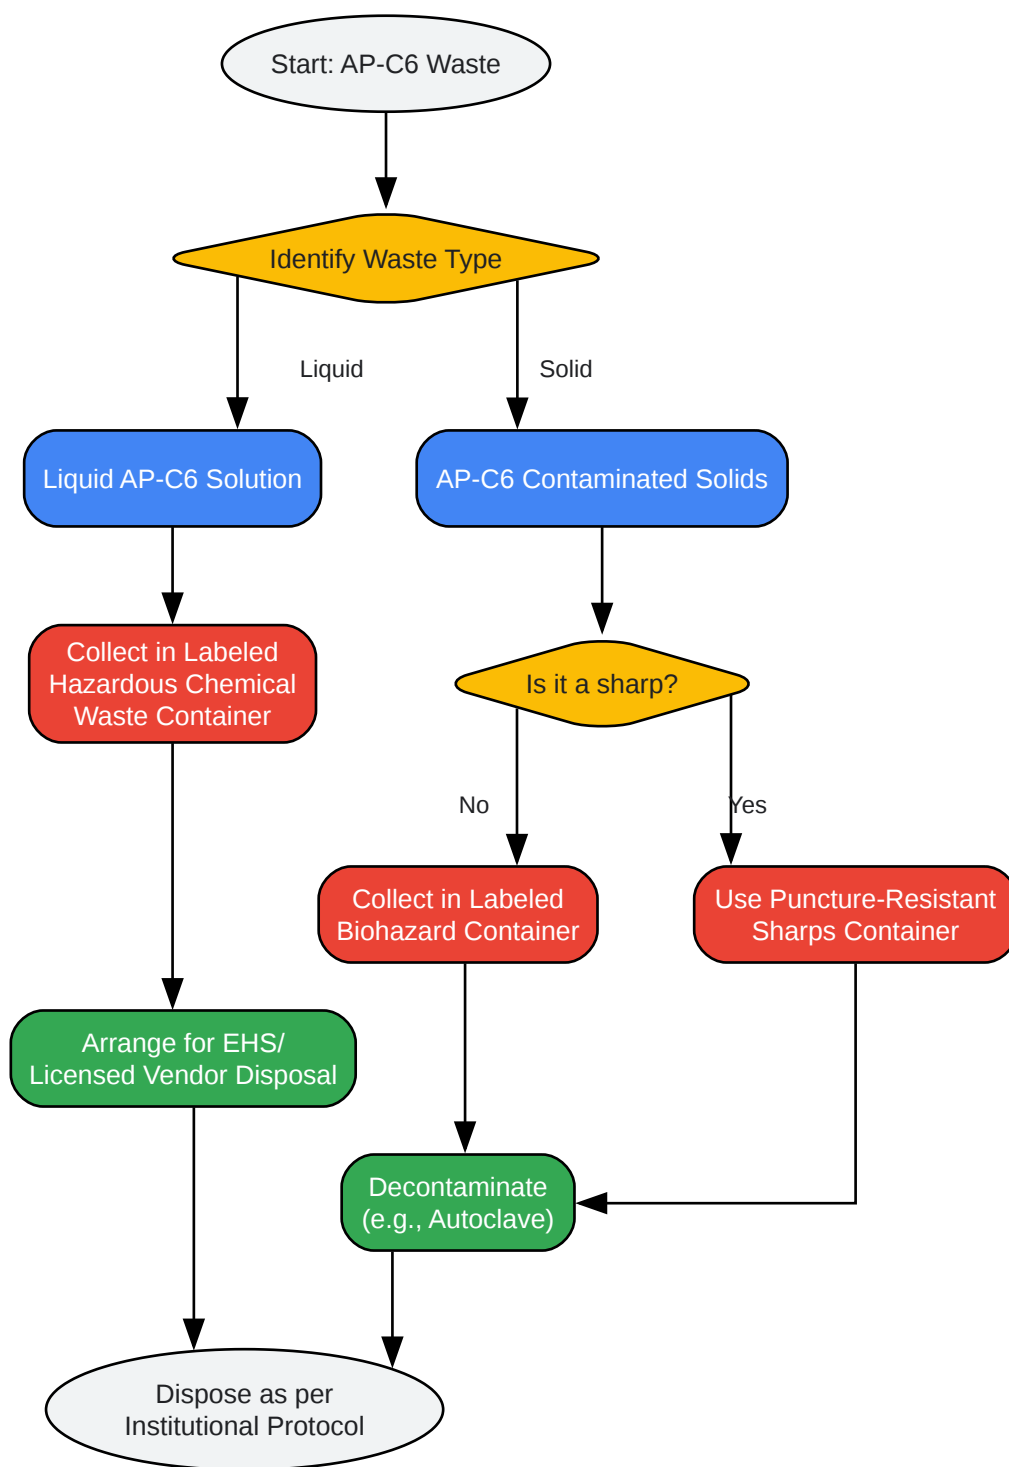 Start: AP-C6 Waste
Identify Waste Type
Liquid
Solid
Liquid AP-C6 Solution
AP-C6 Contaminated Solids
Collect in Labeled
Hazardous Chemical
Waste Container
Is it a sharp?
No
Yes
Collect in Labeled
Biohazard Container
Use Puncture-Resistant
Sharps Container
Arrange for EHS/
Licensed Vendor Disposal
Decontaminate
(e.g., Autoclave)
Dispose as per
Institutional Protocol